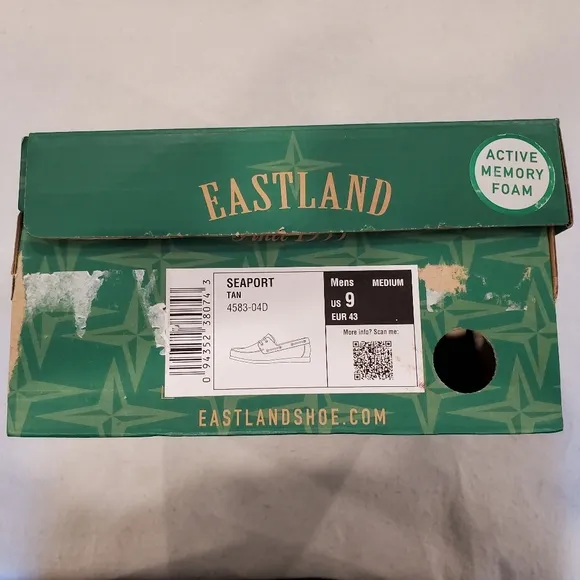 EASTLAND
ACTIVE
MEMORY
FOAM
SEAPORT
TAN
4583-04D
Mens MEDIUM
US 9
EUR 43
More info? Scan me:
0 94352 38074 3
EASTLANDSHOE.COM